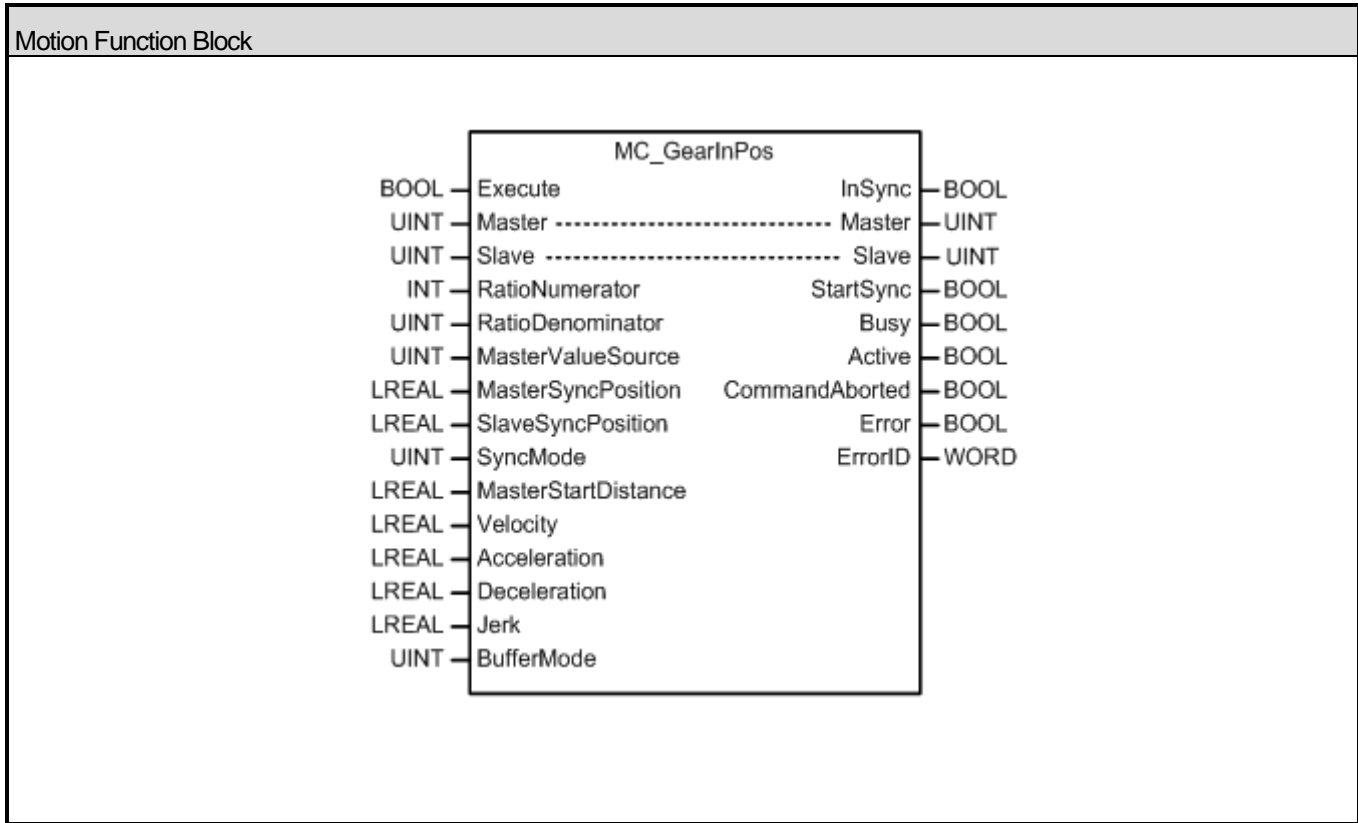 Motion Function Block
MC_GearInPos
BOOL Execute InSync BOOL
UINT Master Master UINT
UINT Slave Slave UINT
INT RatioNumerator StartSync BOOL
UINT RatioDenominator Busy BOOL
UINT MasterValueSource Active BOOL
LREAL MasterSyncPosition CommandAborted BOOL
LREAL SlaveSyncPosition Error BOOL
UINT SyncMode ErrorID WORD
LREAL MasterStartDistance
LREAL Velocity
LREAL Acceleration
LREAL Deceleration
LREAL Jerk
UINT BufferMode